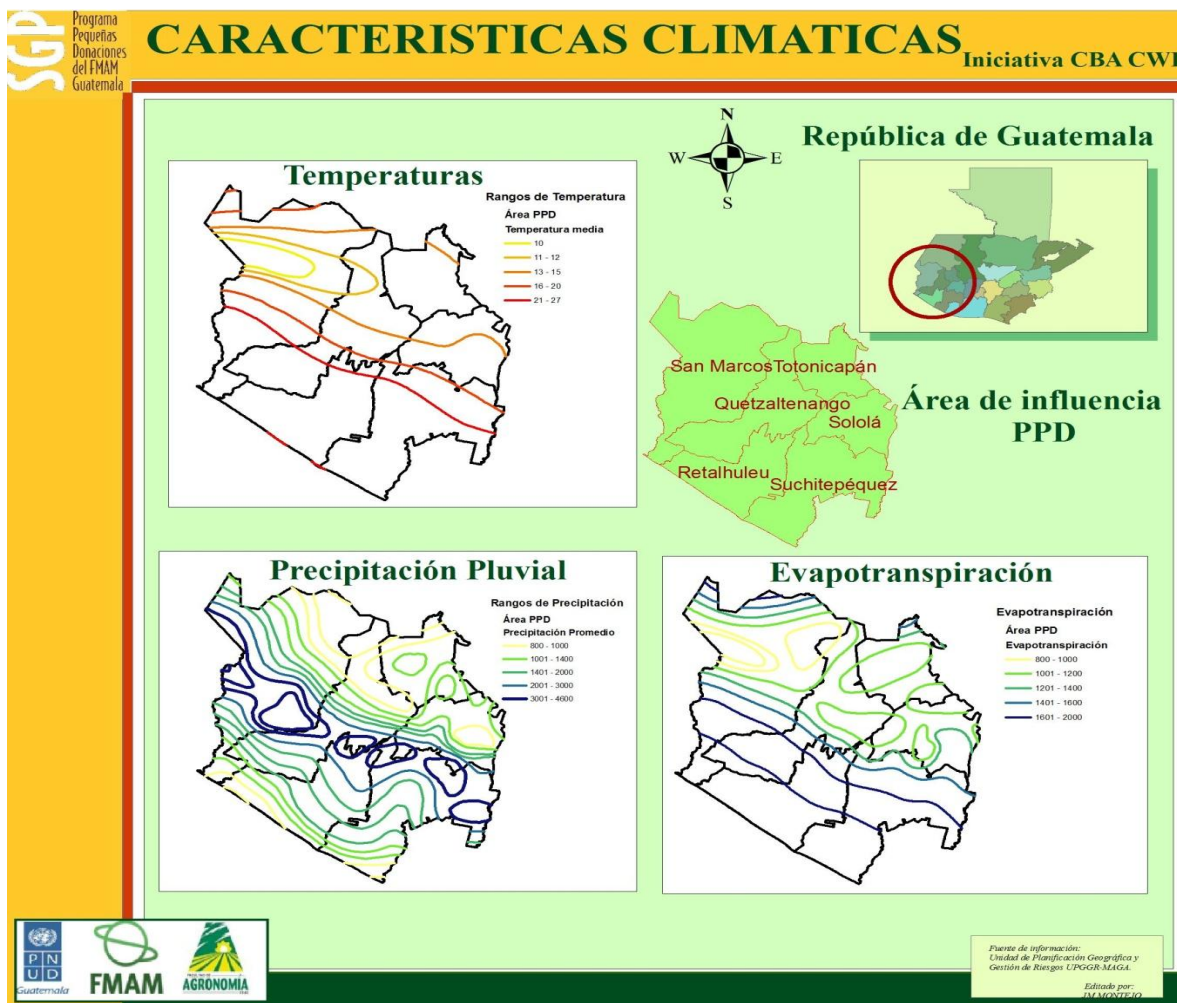 SGP
Programa
Pequeñas
Donaciones
del FMAM
Guatemala
CARACTERISTICAS CLIMATICAS
Iniciativa CBA CWI
N
W
E
S
República de Guatemala
Temperaturas
Rangos de Temperatura
Área PPD
Temperatura media
10
11 - 12
13 - 15
16 - 20
21 - 27
San Marcos
Totonicapán
Quetzaltenango
Sololá
Retalhuleu
Suchitepéquez
Área de influencia
PPD
Precipitación Pluvial
Rangos de Precipitación
Área PPD
Precipitación Promedio
800 - 1000
1001 - 1400
1401 - 2000
2001 - 3000
3001 - 4600
Evapotranspiración
Evapotranspiración
Área PPD
Evapotranspiración
800 - 1000
1001 - 1200
1201 - 1400
1401 - 1600
1601 - 2000
P N
U D
Guatemala
FMAM
AGRONOMIA
Fuente de información:
Unidad de Planificación Geográfica y
Gestión de Riesgos UPGGR-MAGA.
Editado por:
JM MONTEJO